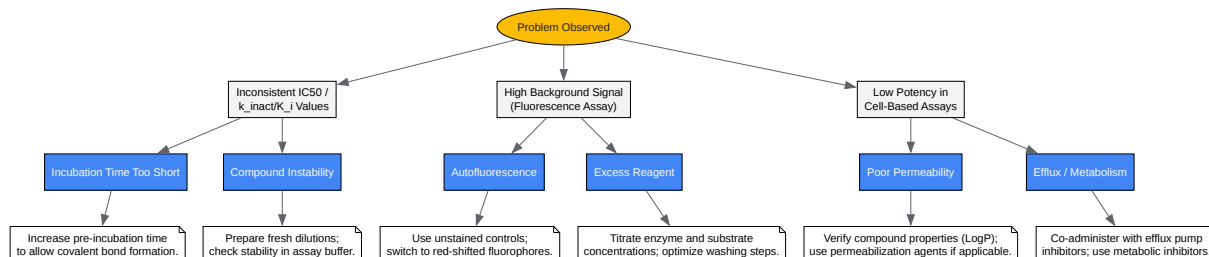 Problem Observed
Inconsistent IC50 /
k_inact/K_i Values
High Background Signal
(Fluorescence Assay)
Low Potency in
Cell-Based Assays
Incubation Time Too Short
Compound Instability
Autofluorescence
Excess Reagent
Poor Permeability
Efflux / Metabolism
Increase pre-incubation time
to allow covalent bond formation.
Prepare fresh dilutions;
check stability in assay buffer.
Use unstained controls;
switch to red-shifted fluorophores.
Titrate enzyme and substrate
concentrations; optimize washing steps.
Verify compound properties (LogP);
use permeabilization agents if applicable.
Co-administer with efflux pump
inhibitors; use metabolic inhibitors.